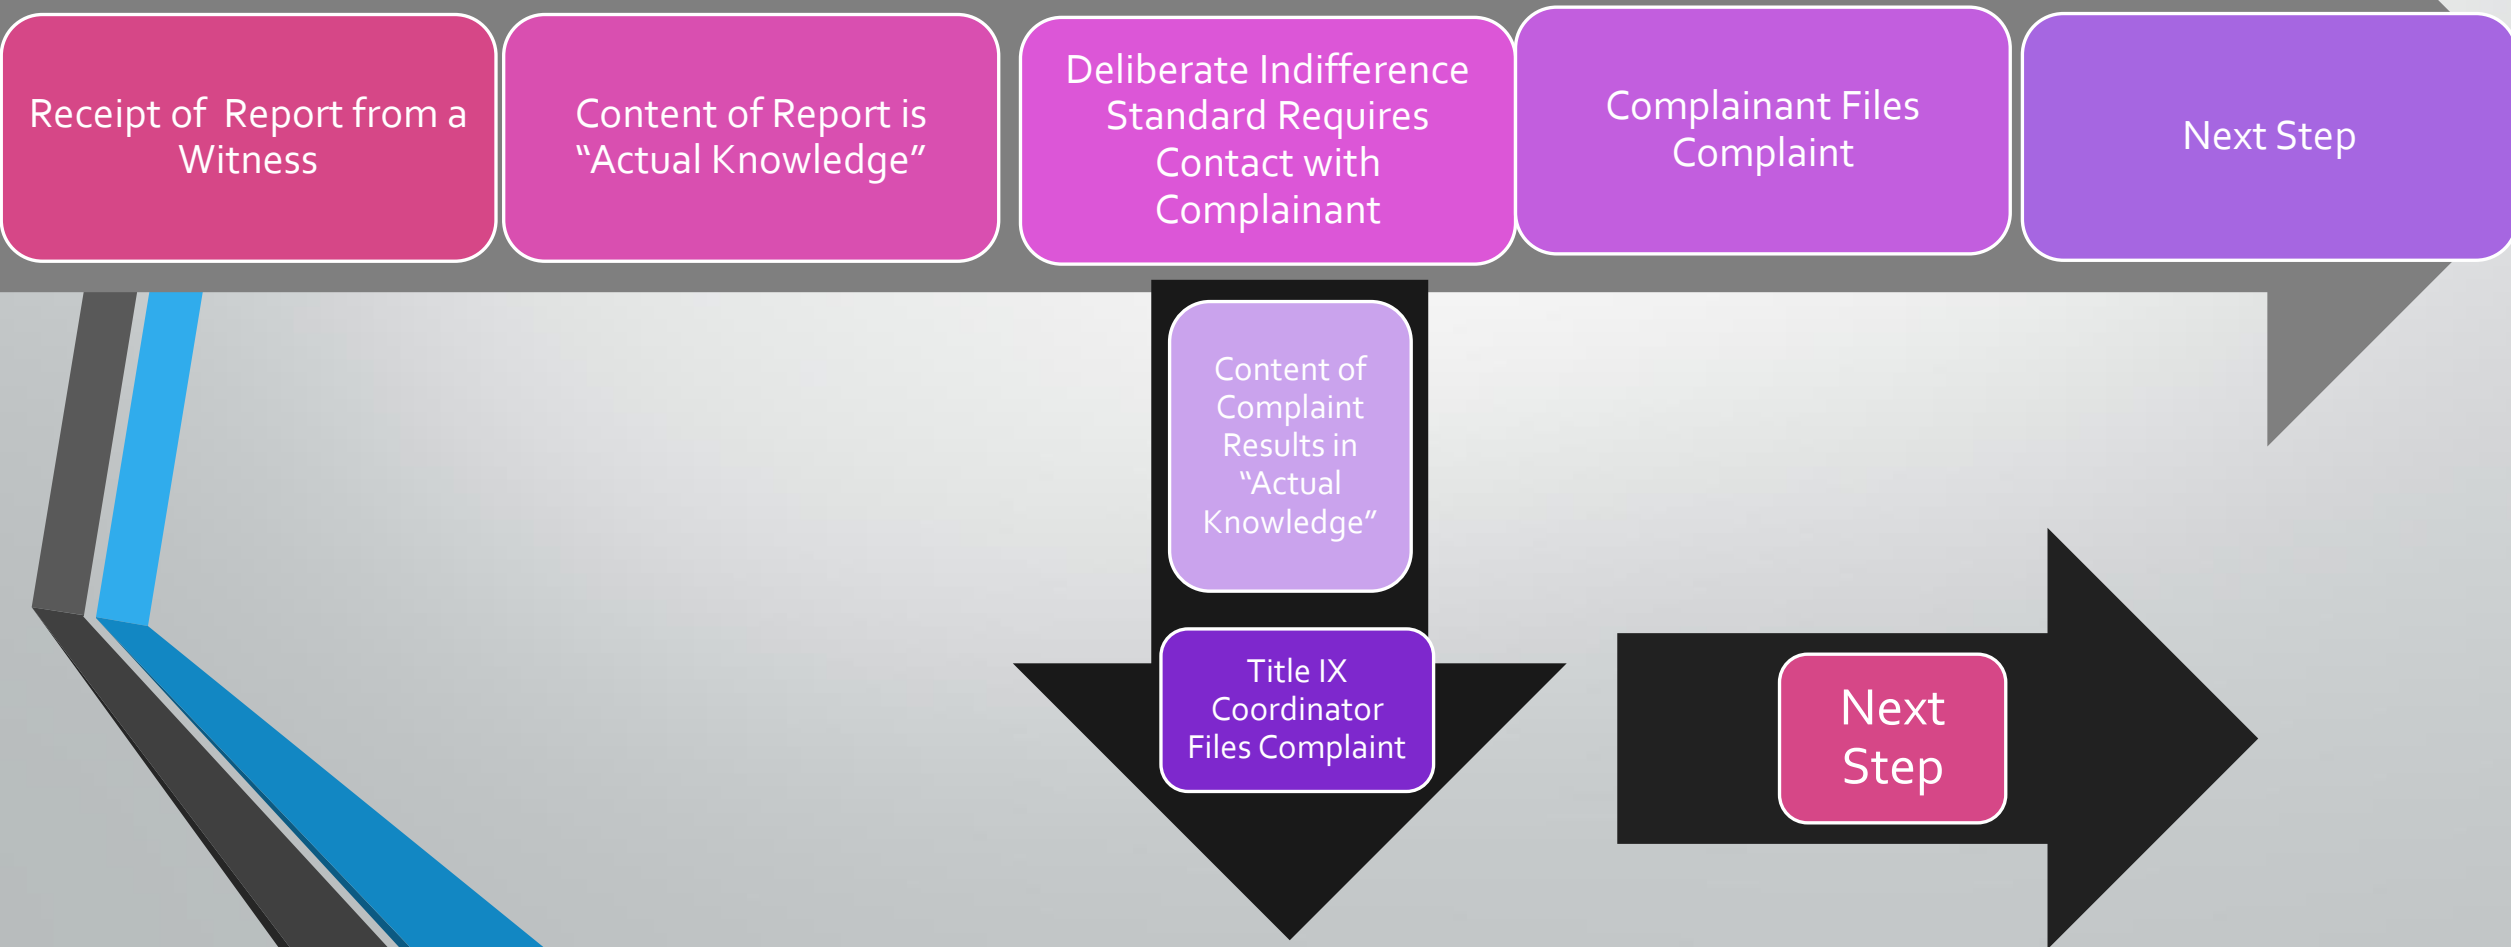 Receipt of  Report from a
Witness
Content of Report is
“Actual Knowledge”
Deliberate Indifference
Standard Requires
Contact with
Complainant
Complainant Files
Complaint
Next Step
Content of
Complaint
Results in
“Actual
Knowledge”
Title IX
Coordinator
Files Complaint
Next
Step